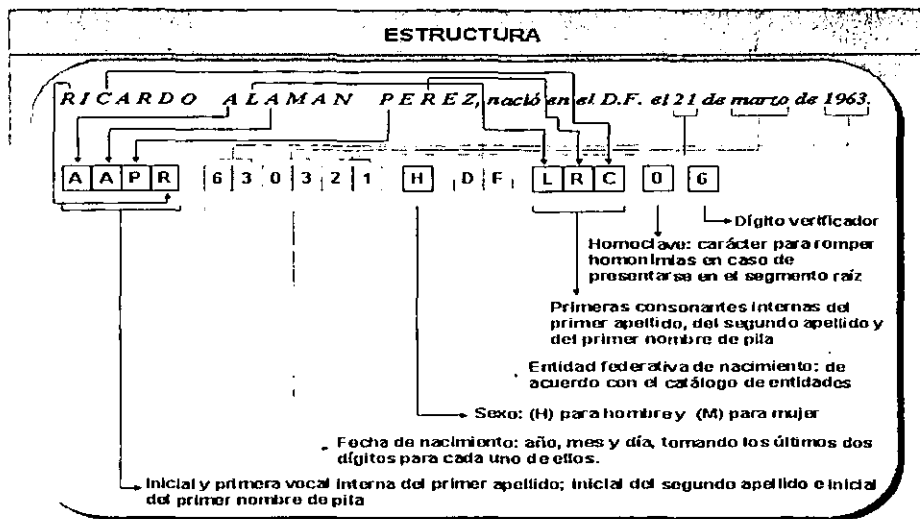 ESTRUCTURA
RICARDO ALAMAN PEREZ, nació en el D.F. el 21 de marzo de 1963.
A A P R 6 3 0 3 2 1 H D F L R C 0 6
Dígito verificador
Homoclave: carácter para romper
homonimias en caso de
presentarse en el segmento raíz
Primeras consonantes internas del
primer apellido, del segundo apellido y
del primer nombre de pila
Entidad federativa de nacimiento: de
acuerdo con el catálogo de entidades
Sexo: (H) para hombre y (M) para mujer
Fecha de nacimiento: año, mes y día, tomando los últimos dos
dígitos para cada uno de ellos.
Inicial y primera vocal interna del primer apellido; inicial del segundo apellido e inicial
del primer nombre de pila